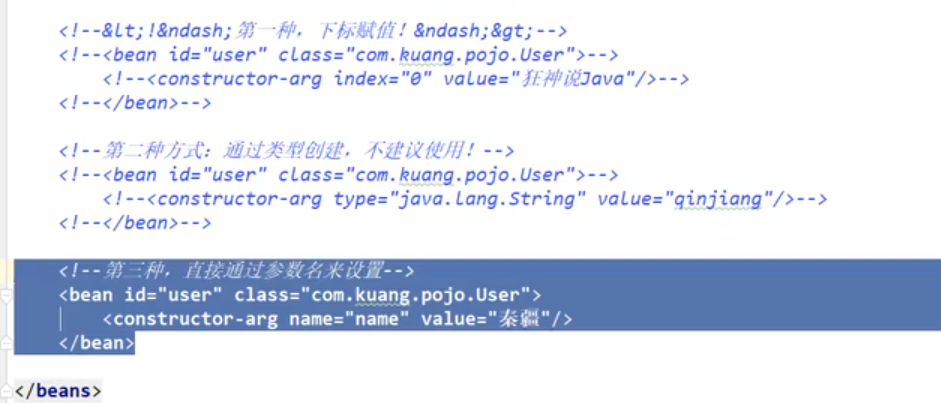 <!--&lt;!&ndash;第一种，下标赋值！&ndash;&gt;-->
<!--<bean id="user" class="com.kuang.pojo.User">-->
<!--<constructor-arg index="0" value="狂神说Java"/>-->
<!--</bean>-->
<!--第二种方式：通过类型创建，不建议使用！-->
<!--<bean id="user" class="com.kuang.pojo.User">-->
<!--<constructor-arg type="java.lang.String" value="qinjiang"/>-->
<!--</bean>-->
<!--第三种，直接通过参数名来设置-->
<bean id="user" class="com.kuang.pojo.User">
<constructor-arg name="name" value="秦疆"/>
</bean>
</beans>